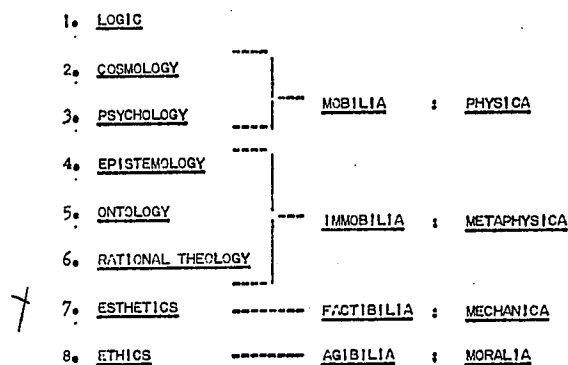 1. LOGIC
2. COSMOLOGY
MOBILIA : PHYSICA
3. PSYCHOLOGY
4. EPISTEMOLOGY
5. ONTOLOGY
IMMOBILIA : METAPHYSICA
6. RATIONAL THEOLOGY
7. ESTHETICS ------- FACTIBILIA : MECHANICA
8. ETHICS ------- AGIBILIA : MORALIA